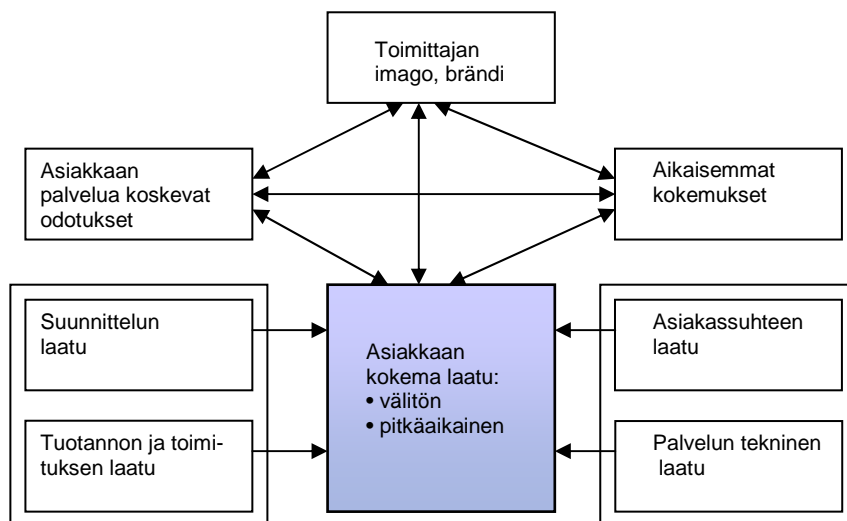 Toimittajan
imago, brändi
Asiakkaan
palvelua koskevat
odotukset
Aikaisemmat
kokemukset
Suunnittelun
laatu
Asiakkaan
kokema laatu:
• välitön
• pitkäaikainen
Asiakassuhteen
laatu
Tuotannon ja toimi-
tuksen laatu
Palvelun tekninen
laatu